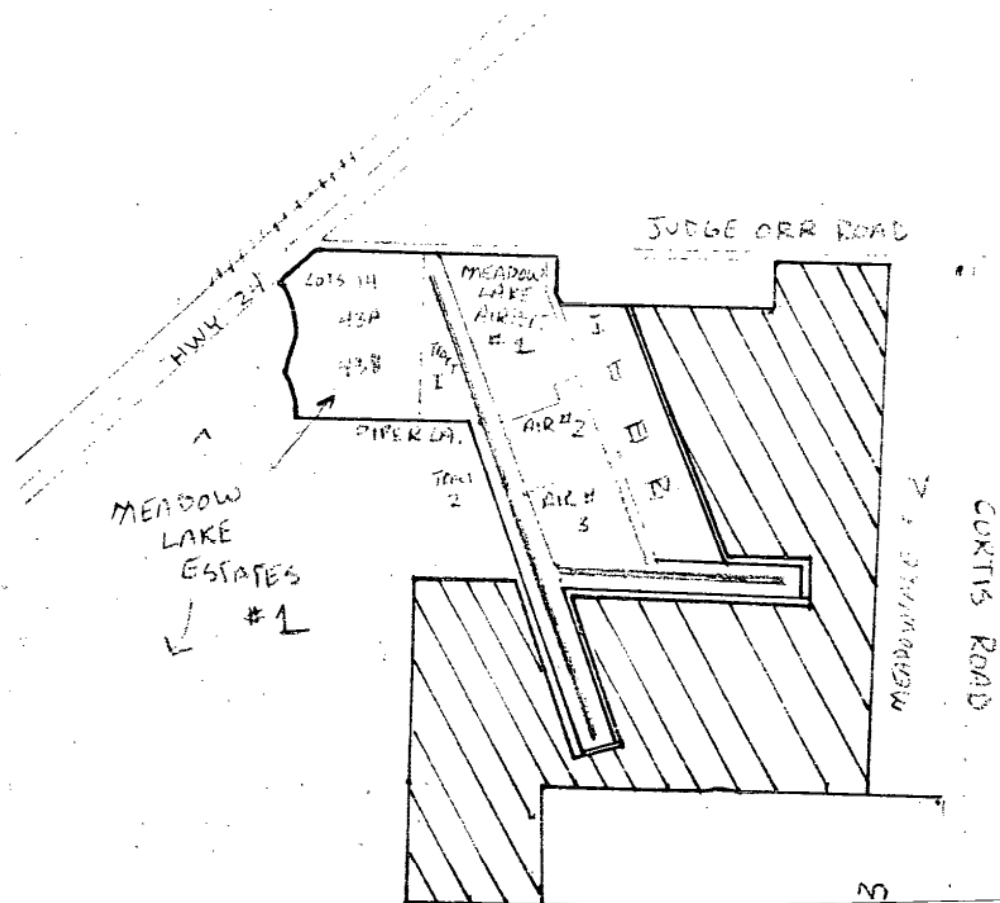 JUDGE ORR ROAD
HWY 24
LOTS 14
43A
43B
TRACT
1
MEADOW
LAKE
# 1
I
II
III
IV
AIR #2
AIR #
3
PIPER LA.
TRACT
2
MEADOW
LAKE
ESTATES
#1
CURTIS ROAD
3